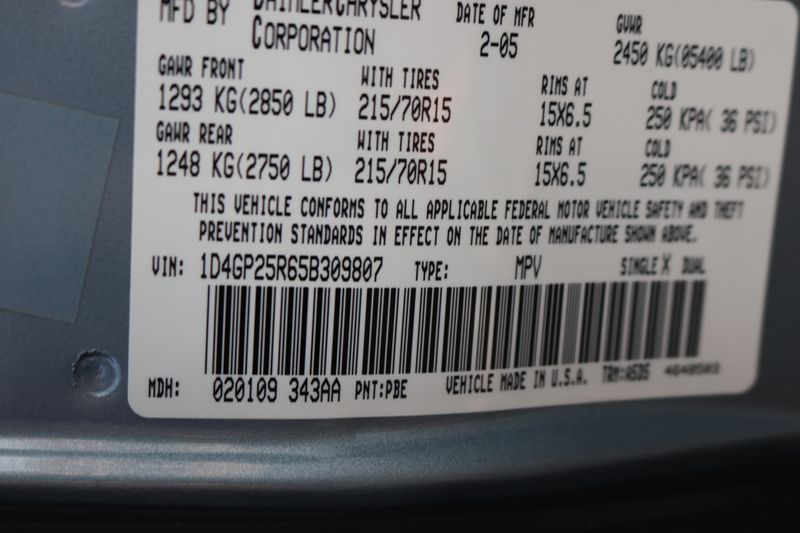 MFD BY DAIMLERCHRYSLER CORPORATION
DATE OF MFR 2-05
GVWR 2450 KG(05400 LB)
GAWR FRONT WITH TIRES RIMS AT COLD
1293 KG(2850 LB) 215/70R15 15X6.5 250 KPA( 36 PSI)
GAWR REAR WITH TIRES RIMS AT COLD
1248 KG(2750 LB) 215/70R15 15X6.5 250 KPA( 36 PSI)
THIS VEHICLE CONFORMS TO ALL APPLICABLE FEDERAL MOTOR VEHICLE SAFETY AND THEFT
PREVENTION STANDARDS IN EFFECT ON THE DATE OF MANUFACTURE SHOWN ABOVE.
VIN: 1D4GP25R65B309807 TYPE: MPV SINGLE X DUAL
MDH: 020109 343AA PNT:PBE VEHICLE MADE IN U.S.A. TRM:A5D5